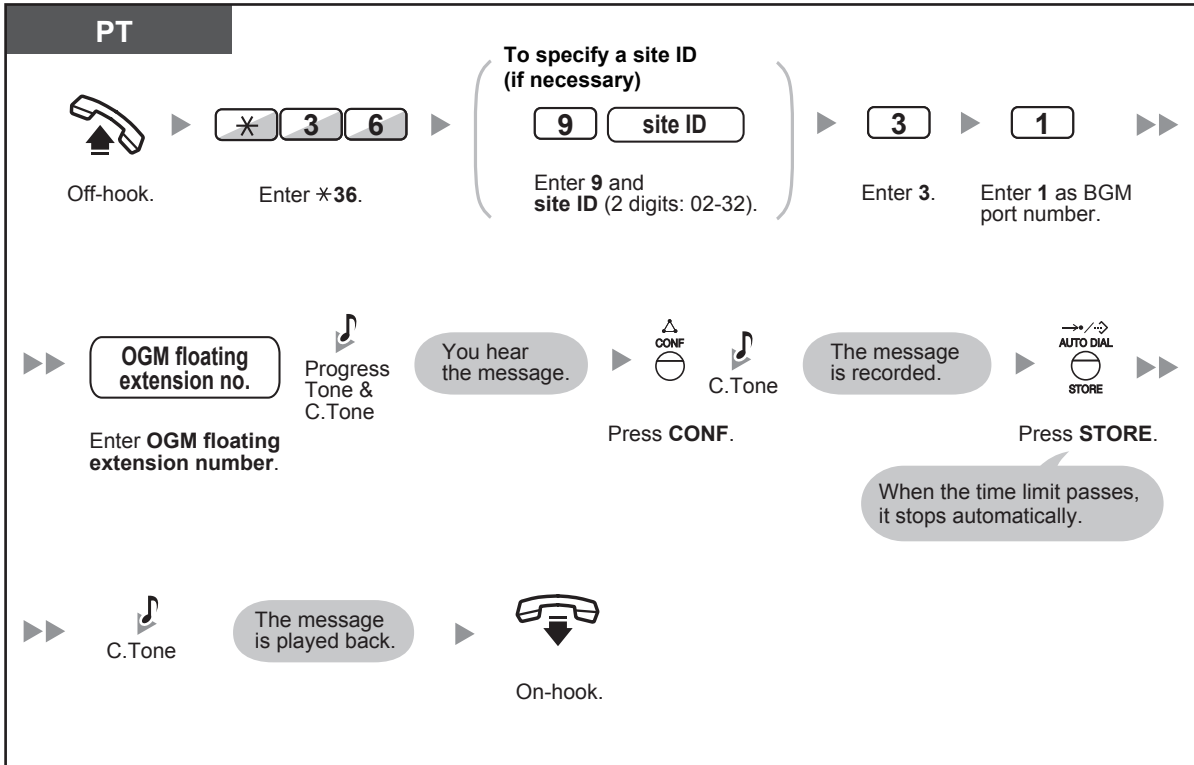 PT
To specify a site ID
(if necessary)
✳ 3 6
9 site ID
3
1
Off-hook.
Enter ✳36.
Enter 9 and
site ID (2 digits: 02-32).
Enter 3.
Enter 1 as BGM
port number.
OGM floating
extension no.
Progress
Tone &
C.Tone
You hear
the message.
CONF
C.Tone
The message
is recorded.
AUTO DIAL
STORE
Enter OGM floating
extension number.
Press CONF.
Press STORE.
When the time limit passes,
it stops automatically.
C.Tone
The message
is played back.
On-hook.